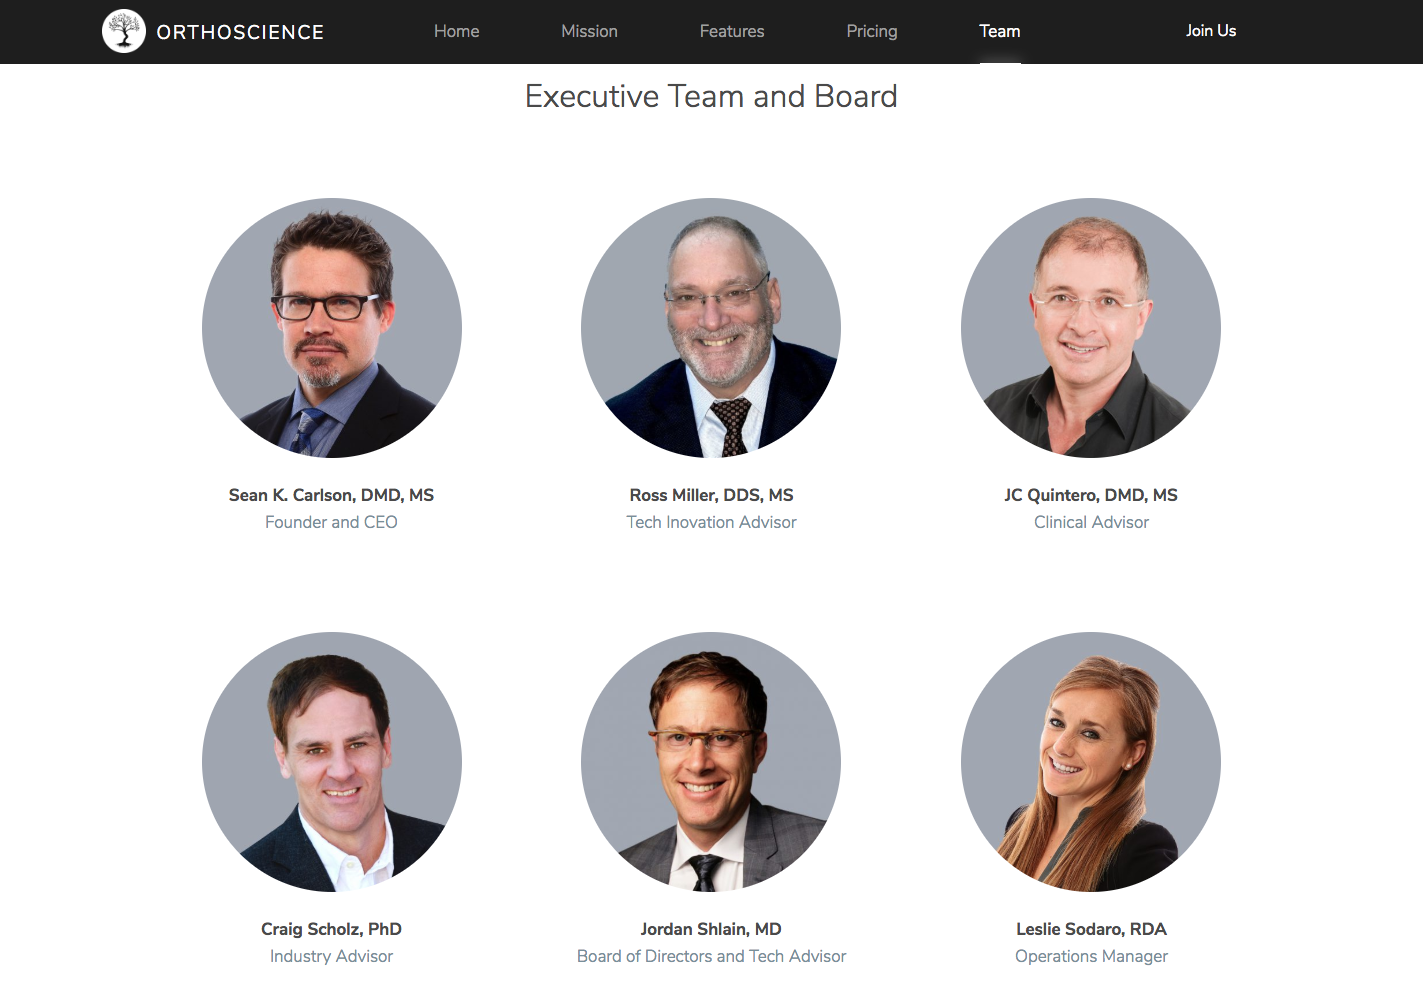 ORTHOSCIENCE
Home
Mission
Features
Pricing
Team
Join Us
Executive Team and Board
Sean K. Carlson, DMD, MS
Founder and CEO
Ross Miller, DDS, MS
Tech Inovation Advisor
JC Quintero, DMD, MS
Clinical Advisor
Craig Scholz, PhD
Industry Advisor
Jordan Shlain, MD
Board of Directors and Tech Advisor
Leslie Sodaro, RDA
Operations Manager